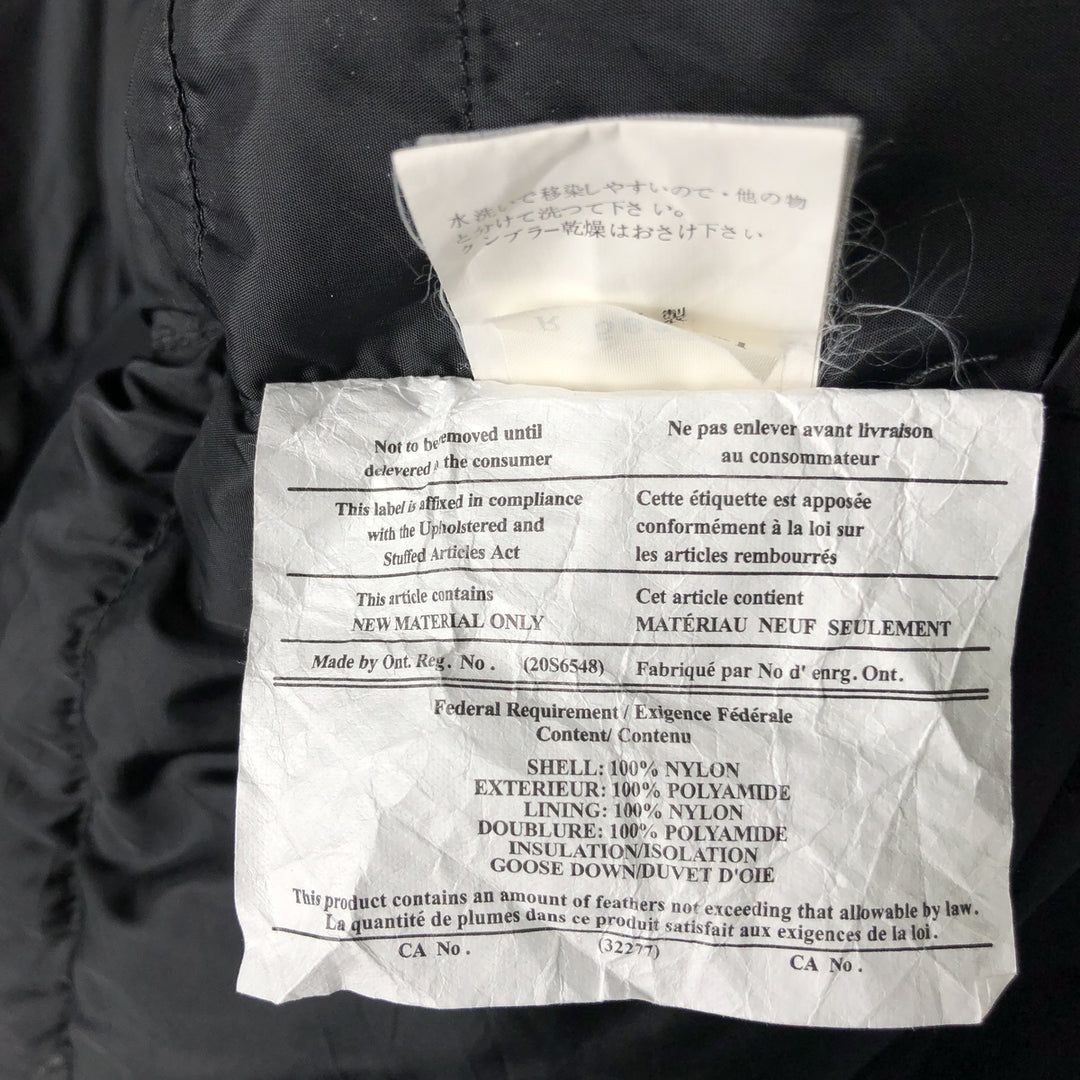 水洗いで移染しやすいので・他の物
と分けて洗つて下さい。
タンブラー乾燥はおさけ下さい
製
Not to be removed until
delevered the consumer
Ne pas enlever avant livraison
au consommateur
This label is affixed in compliance
with the Upholstered and
Stuffed Articles Act
Cette étiquette est apposée
conformément à la loi sur
les articles rembourrés
This article contains
NEW MATERIAL ONLY
Cet article contient
MATÉRIAU NEUF SEULEMENT
Made by Ont. Reg. No. (20S6548) Fabriqué par No d' enrg. Ont.
Federal Requirement / Exigence Fédérale
Content/ Contenu
SHELL: 100% NYLON
EXTERIEUR: 100% POLYAMIDE
LINING: 100% NYLON
DOUBLURE: 100% POLYAMIDE
INSULATION/ISOLATION
GOOSE DOWN/DUVET D'OIE
This product contains an amount of feathers not exceeding that allowable by law.
La quantité de plumes dans ce produit satisfait aux exigences de la loi.
CA No. (32277) CA No.